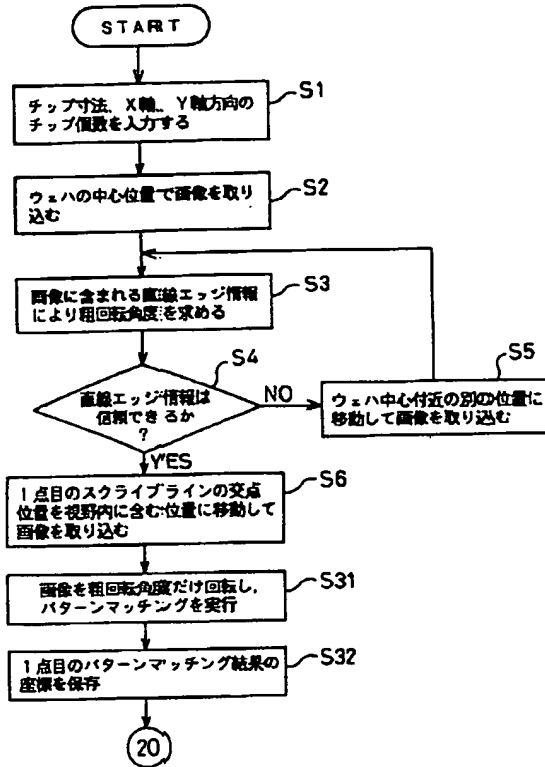 START
S1
チップ寸法、X軸、Y軸方向の
チップ個数を入力する
S2
ウェハの中心位置で画像を取り
込む
S3
画像に含まれる直線エッジ情報
により粗回転角度を求める
S4
直線エッジ情報は
信頼できるか
?
NO
S5
ウェハ中心付近の別の位置に
移動して画像を取り込む
YES
S6
1点目のスクライブラインの交点
位置を視野内に含む位置に移動して
画像を取り込む
S31
画像を粗回転角度だけ回転し、
パターンマッチングを実行
S32
1点目のパターンマッチング結果の
座標を保存
20